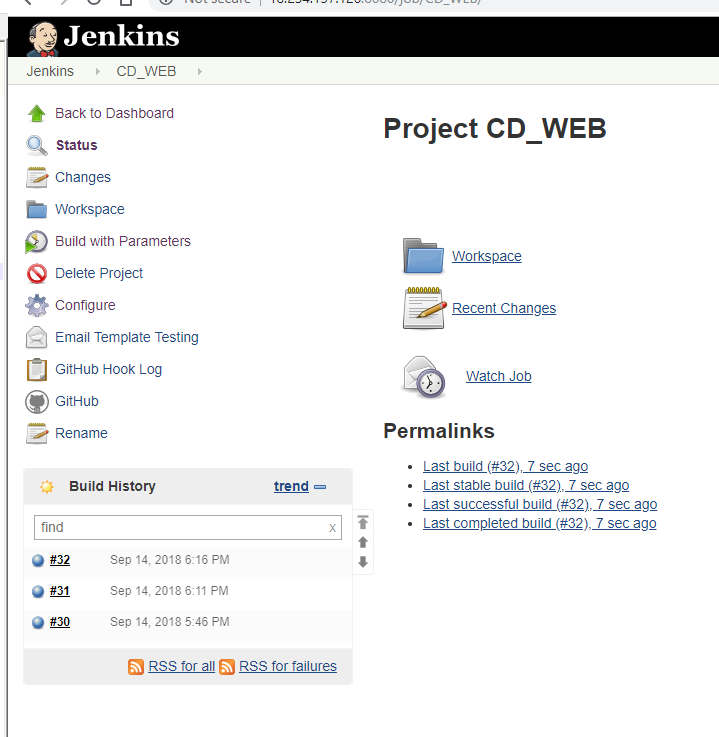 Not secure
Jenkins
Jenkins
CD_WEB
Back to Dashboard
Status
Changes
Workspace
Build with Parameters
Delete Project
Configure
Email Template Testing
GitHub Hook Log
GitHub
Rename
Build History trend
find x
#32 Sep 14, 2018 6:16 PM
#31 Sep 14, 2018 6:11 PM
#30 Sep 14, 2018 5:46 PM
RSS for all RSS for failures
Project CD_WEB
Workspace
Recent Changes
Watch Job
Permalinks
Last build (#32), 7 sec ago
Last stable build (#32), 7 sec ago
Last successful build (#32), 7 sec ago
Last completed build (#32), 7 sec ago